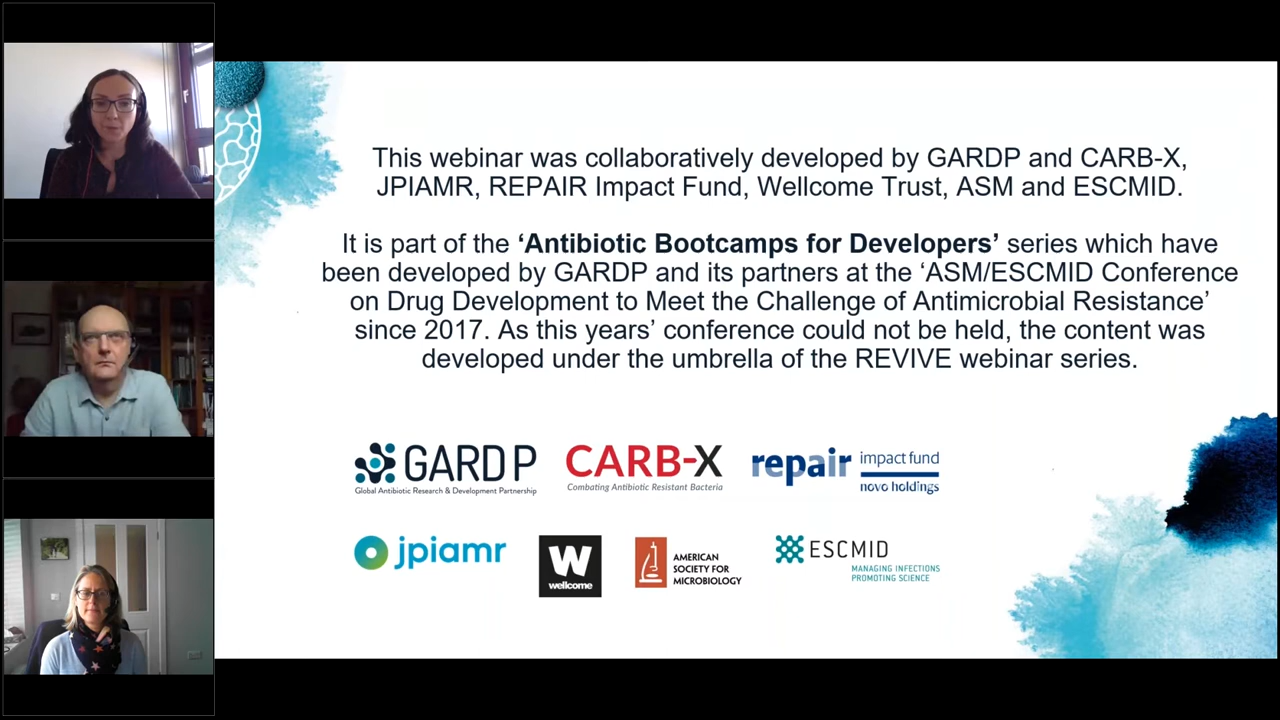 This webinar was collaboratively developed by GARDP and CARB-X,
JPIAMR, REPAIR Impact Fund, Wellcome Trust, ASM and ESCMID.
It is part of the ‘Antibiotic Bootcamps for Developers’ series which have
been developed by GARDP and its partners at the ‘ASM/ESCMID Conference
on Drug Development to Meet the Challenge of Antimicrobial Resistance’
since 2017. As this years’ conference could not be held, the content was
developed under the umbrella of the REVIVE webinar series.
GARDP
Global Antibiotic Research & Development Partnership
CARB-X
Combating Antibiotic Resistant Bacteria
repair impact fund
novo holdings
jpiamr
W
wellcome
AMERICAN
SOCIETY FOR
MICROBIOLOGY
ESCMID
MANAGING INFECTIONS
PROMOTING SCIENCE